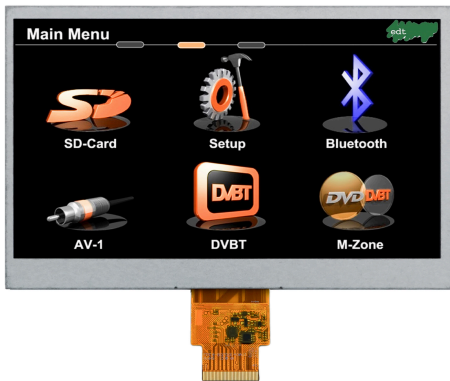 Main Menu
edt
SD
SD-Card
Setup
Bluetooth
DVBT
DVD DVBT
AV-1
DVBT
M-Zone